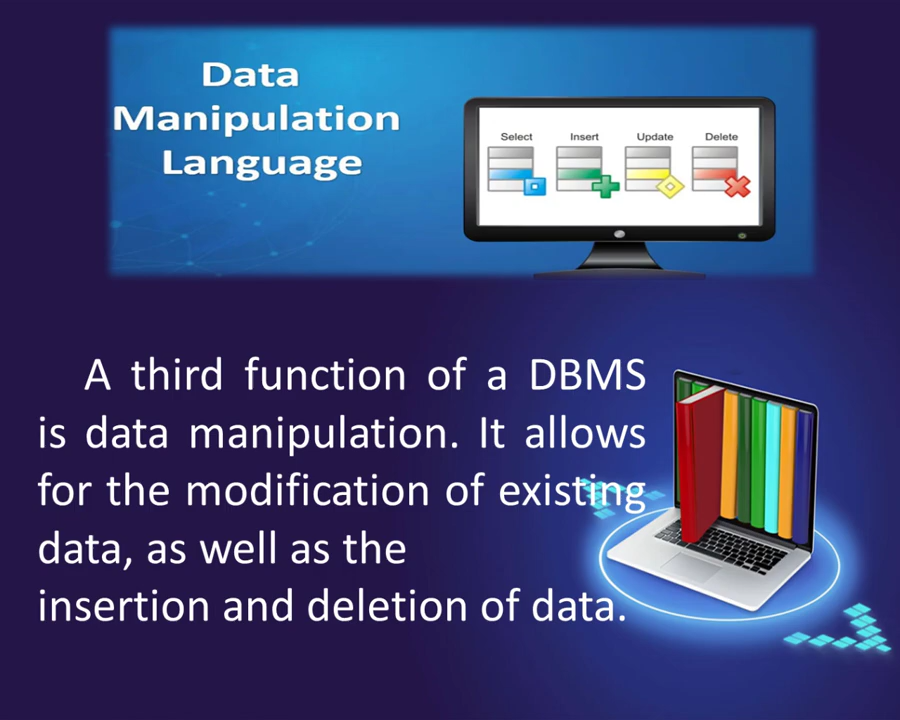 Data
Manipulation
Language
Select Insert Update Delete
A third function of a DBMS
is data manipulation. It allows
for the modification of existing
data, as well as the
insertion and deletion of data.